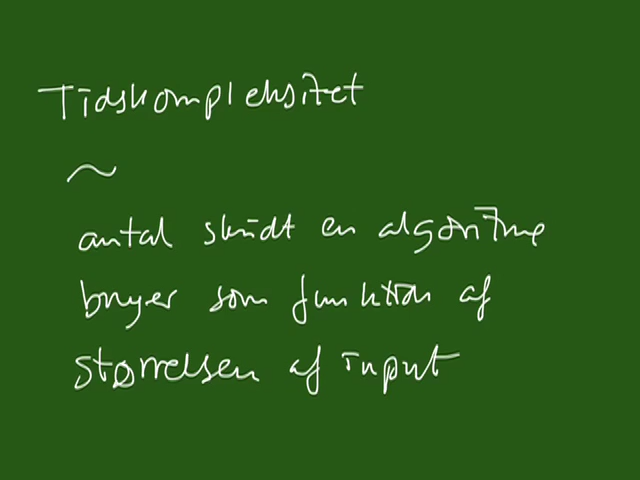 Tidskompleksitet
~
antal skridt en algoritme
bruger som funktion af
størrelsen af input